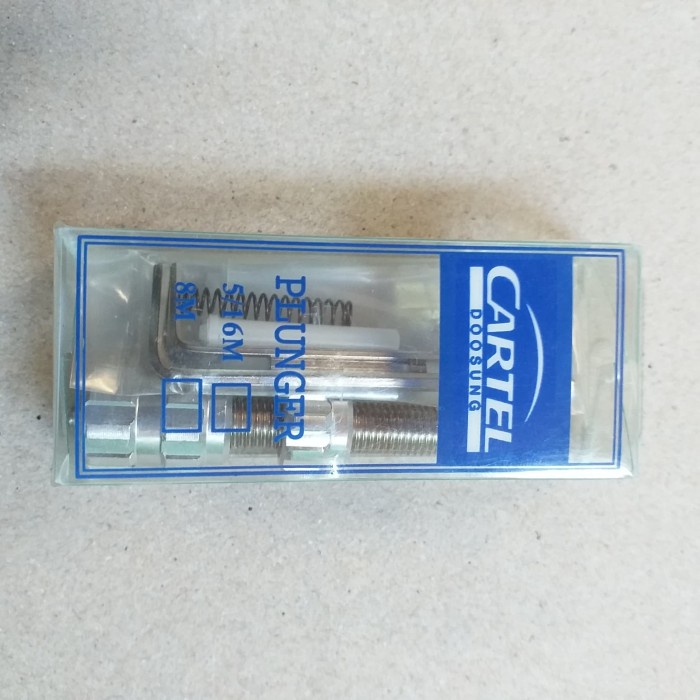 CARTEL
DOOSUNG
PLUNGER
5/16M
8M